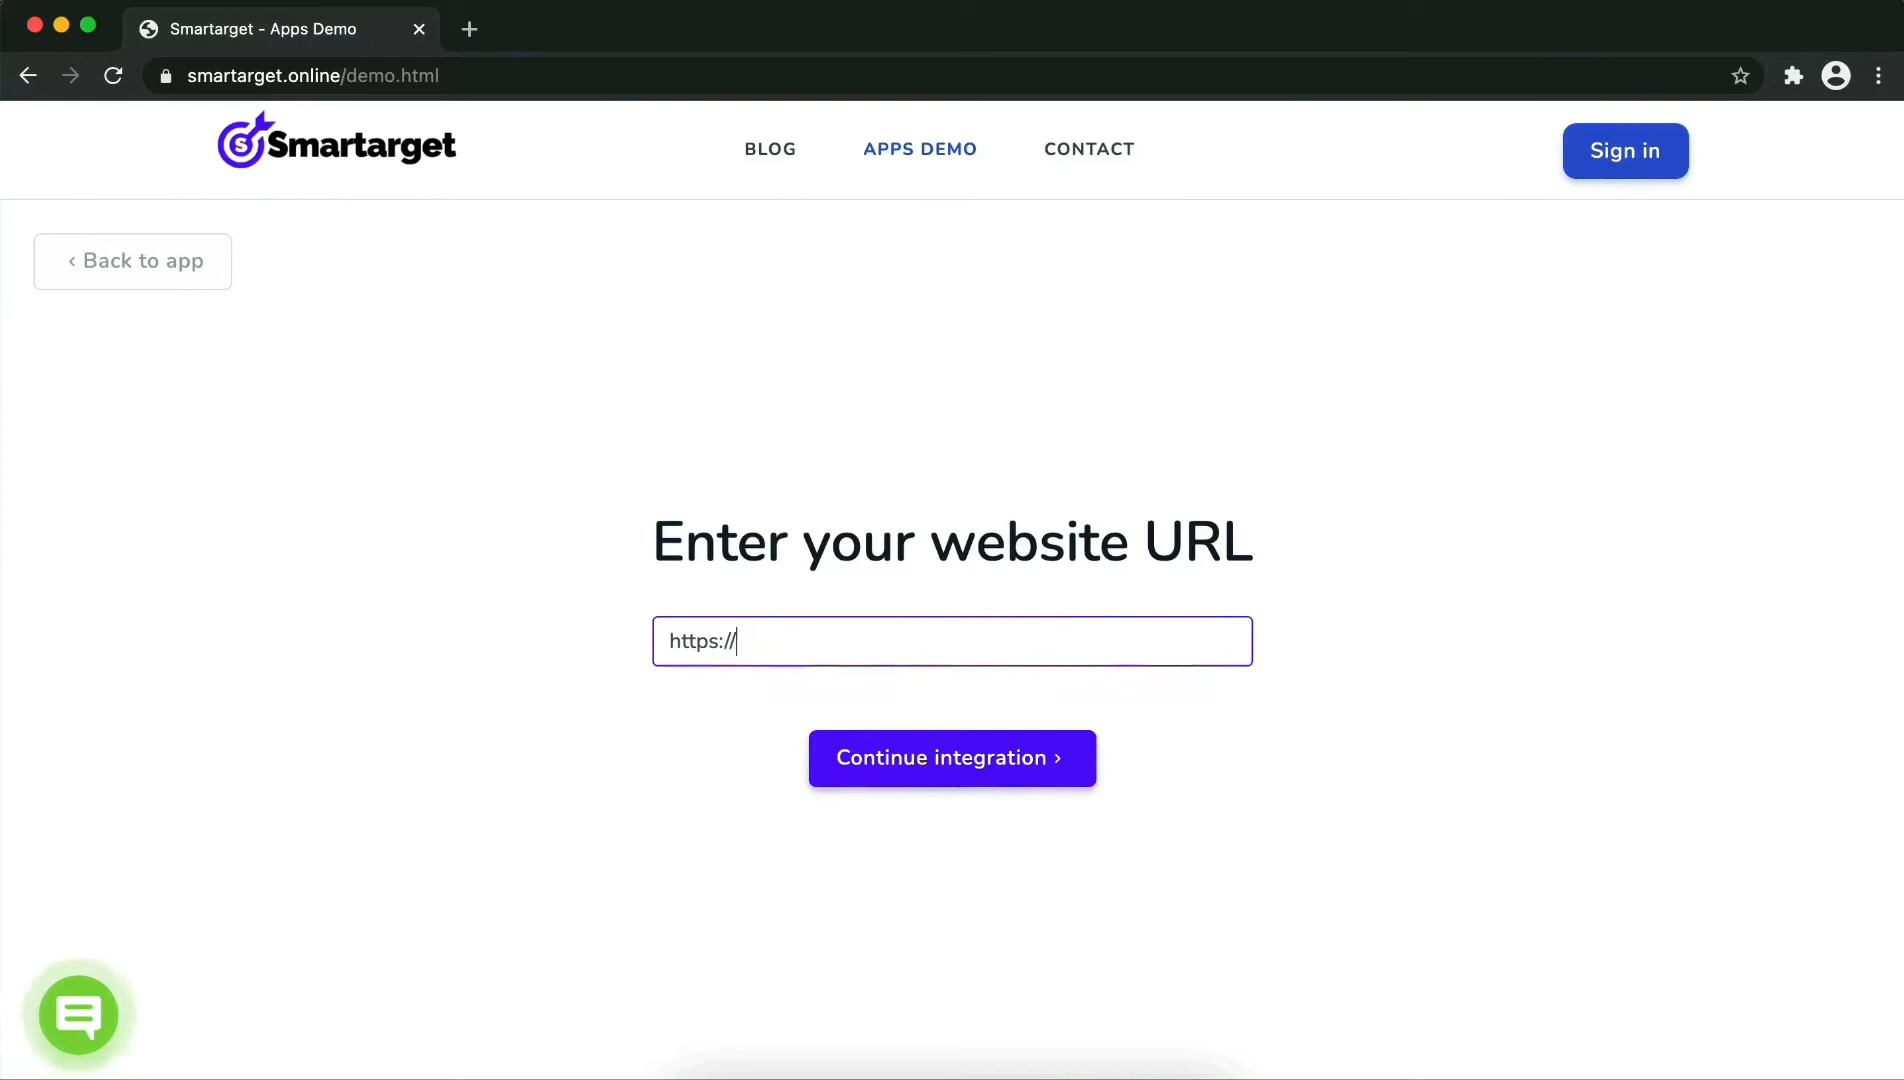 Smartarget - Apps Demo
smartarget.online/demo.html
Smartarget
BLOG
APPS DEMO
CONTACT
Sign in
‹ Back to app
Enter your website URL
https://
Continue integration ›